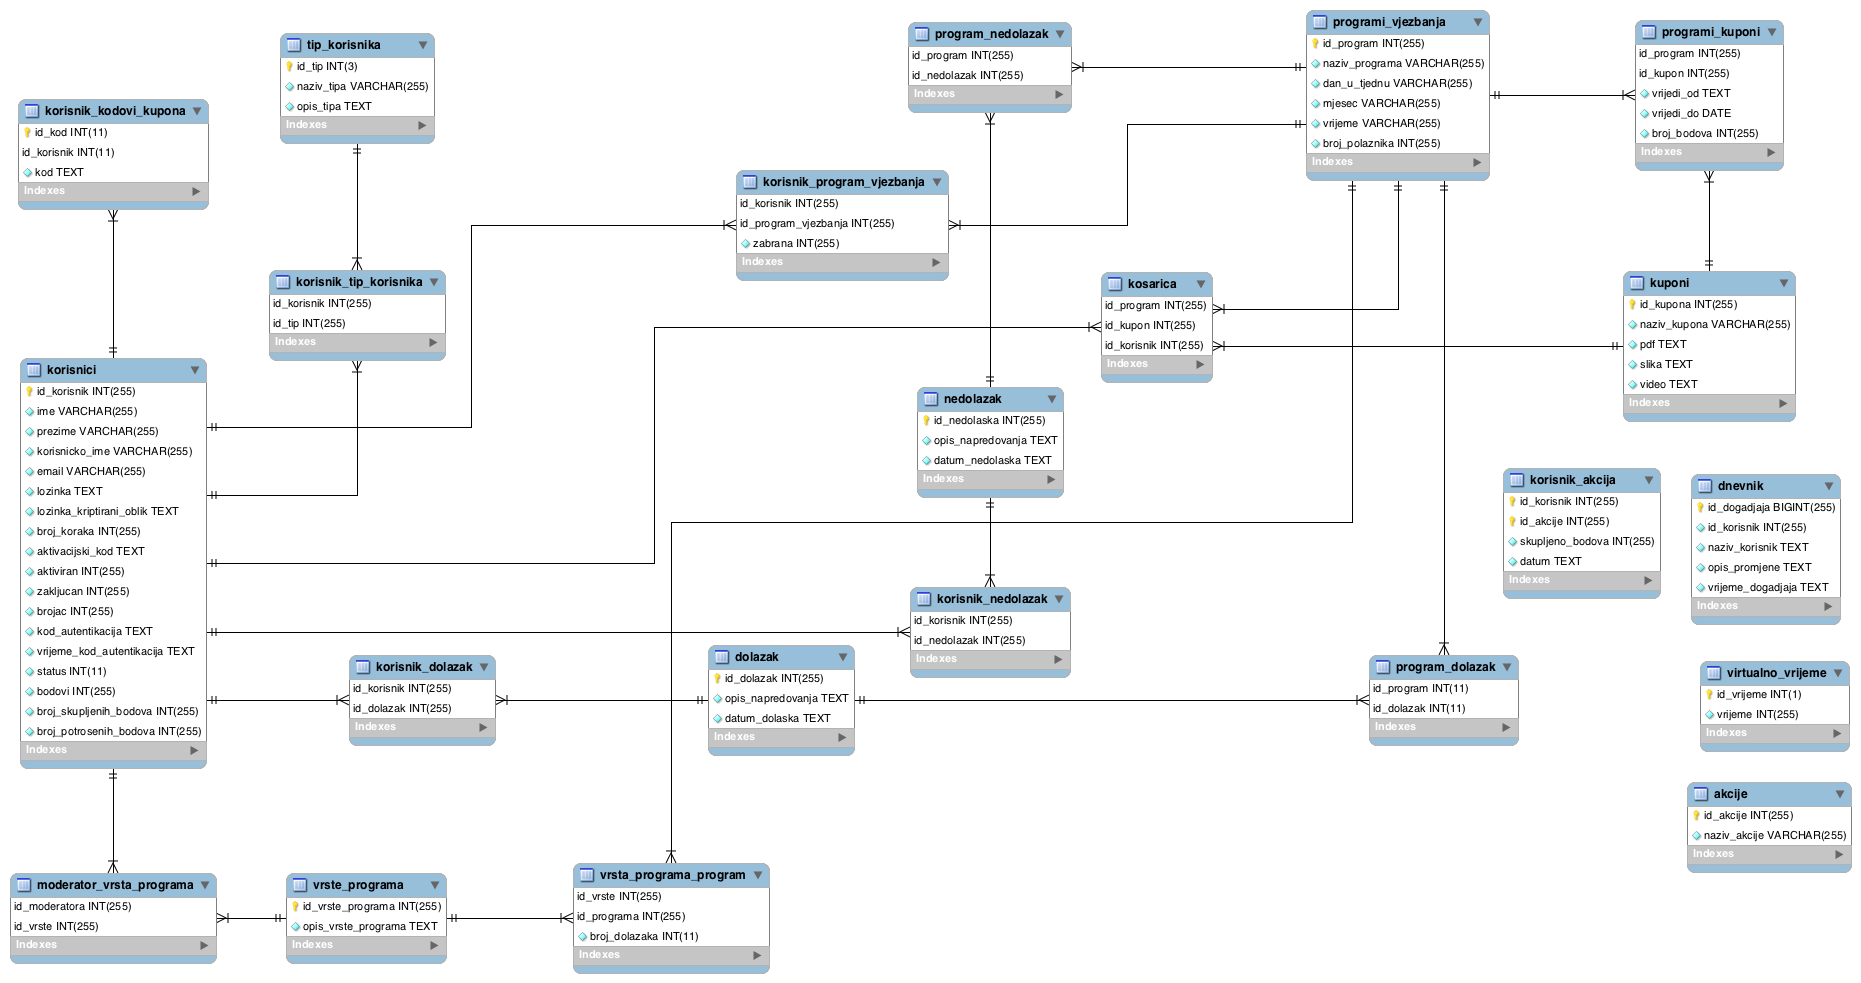 tip_korisnika
id_tip INT(3)
naziv_tipa VARCHAR(255)
opis_tipa TEXT
Indexes
program_nedolazak
id_program INT(255)
id_nedolazak INT(255)
Indexes
programi_vjezbanja
id_program INT(255)
naziv_programa VARCHAR(255)
dan_u_tjednu VARCHAR(255)
mjesec VARCHAR(255)
vrijeme VARCHAR(255)
broj_polaznika INT(255)
Indexes
programi_kuponi
id_program INT(255)
id_kupon INT(255)
vrijedi_od TEXT
vrijedi_do DATE
broj_bodova INT(255)
Indexes
korisnik_kodovi_kupona
id_kod INT(11)
id_korisnik INT(11)
kod TEXT
Indexes
korisnik_program_vjezbanja
id_korisnik INT(255)
id_program_vjezbanja INT(255)
zabrana INT(255)
Indexes
korisnik_tip_korisnika
id_korisnik INT(255)
id_tip INT(255)
Indexes
kosarica
id_program INT(255)
id_kupon INT(255)
id_korisnik INT(255)
Indexes
kuponi
id_kupona INT(255)
naziv_kupona VARCHAR(255)
pdf TEXT
slika TEXT
video TEXT
Indexes
korisnici
id_korisnik INT(255)
ime VARCHAR(255)
prezime VARCHAR(255)
korisnicko_ime VARCHAR(255)
email VARCHAR(255)
lozinka TEXT
lozinka_kriptirani_oblik TEXT
broj_koraka INT(255)
aktivacijski_kod TEXT
aktiviran INT(255)
zakljucan INT(255)
brojac INT(255)
kod_autentikacija TEXT
vrijeme_kod_autentikacija TEXT
status INT(11)
bodovi INT(255)
broj_skupljenih_bodova INT(255)
broj_potrosenih_bodova INT(255)
Indexes
nedolazak
id_nedolaska INT(255)
opis_napredovanja TEXT
datum_nedolaska TEXT
Indexes
korisnik_akcija
id_korisnik INT(255)
id_akcije INT(255)
skupljeno_bodova INT(255)
datum TEXT
Indexes
dnevnik
id_dogadjaja BIGINT(255)
id_korisnik INT(255)
naziv_korisnik TEXT
opis_promjene TEXT
vrijeme_dogadjaja TEXT
Indexes
korisnik_nedolazak
id_korisnik INT(255)
id_nedolazak INT(255)
Indexes
korisnik_dolazak
id_korisnik INT(255)
id_dolazak INT(255)
Indexes
dolazak
id_dolazak INT(255)
opis_napredovanja TEXT
datum_dolaska TEXT
Indexes
program_dolazak
id_program INT(11)
id_dolazak INT(11)
Indexes
virtualno_vrijeme
id_vrijeme INT(1)
vrijeme INT(255)
Indexes
akcije
id_akcije INT(255)
naziv_akcije VARCHAR(255)
Indexes
moderator_vrsta_programa
id_moderatora INT(255)
id_vrste INT(255)
Indexes
vrste_programa
id_vrste_programa INT(255)
opis_vrste_programa TEXT
Indexes
vrsta_programa_program
id_vrste INT(255)
id_programa INT(255)
broj_dolazaka INT(11)
Indexes